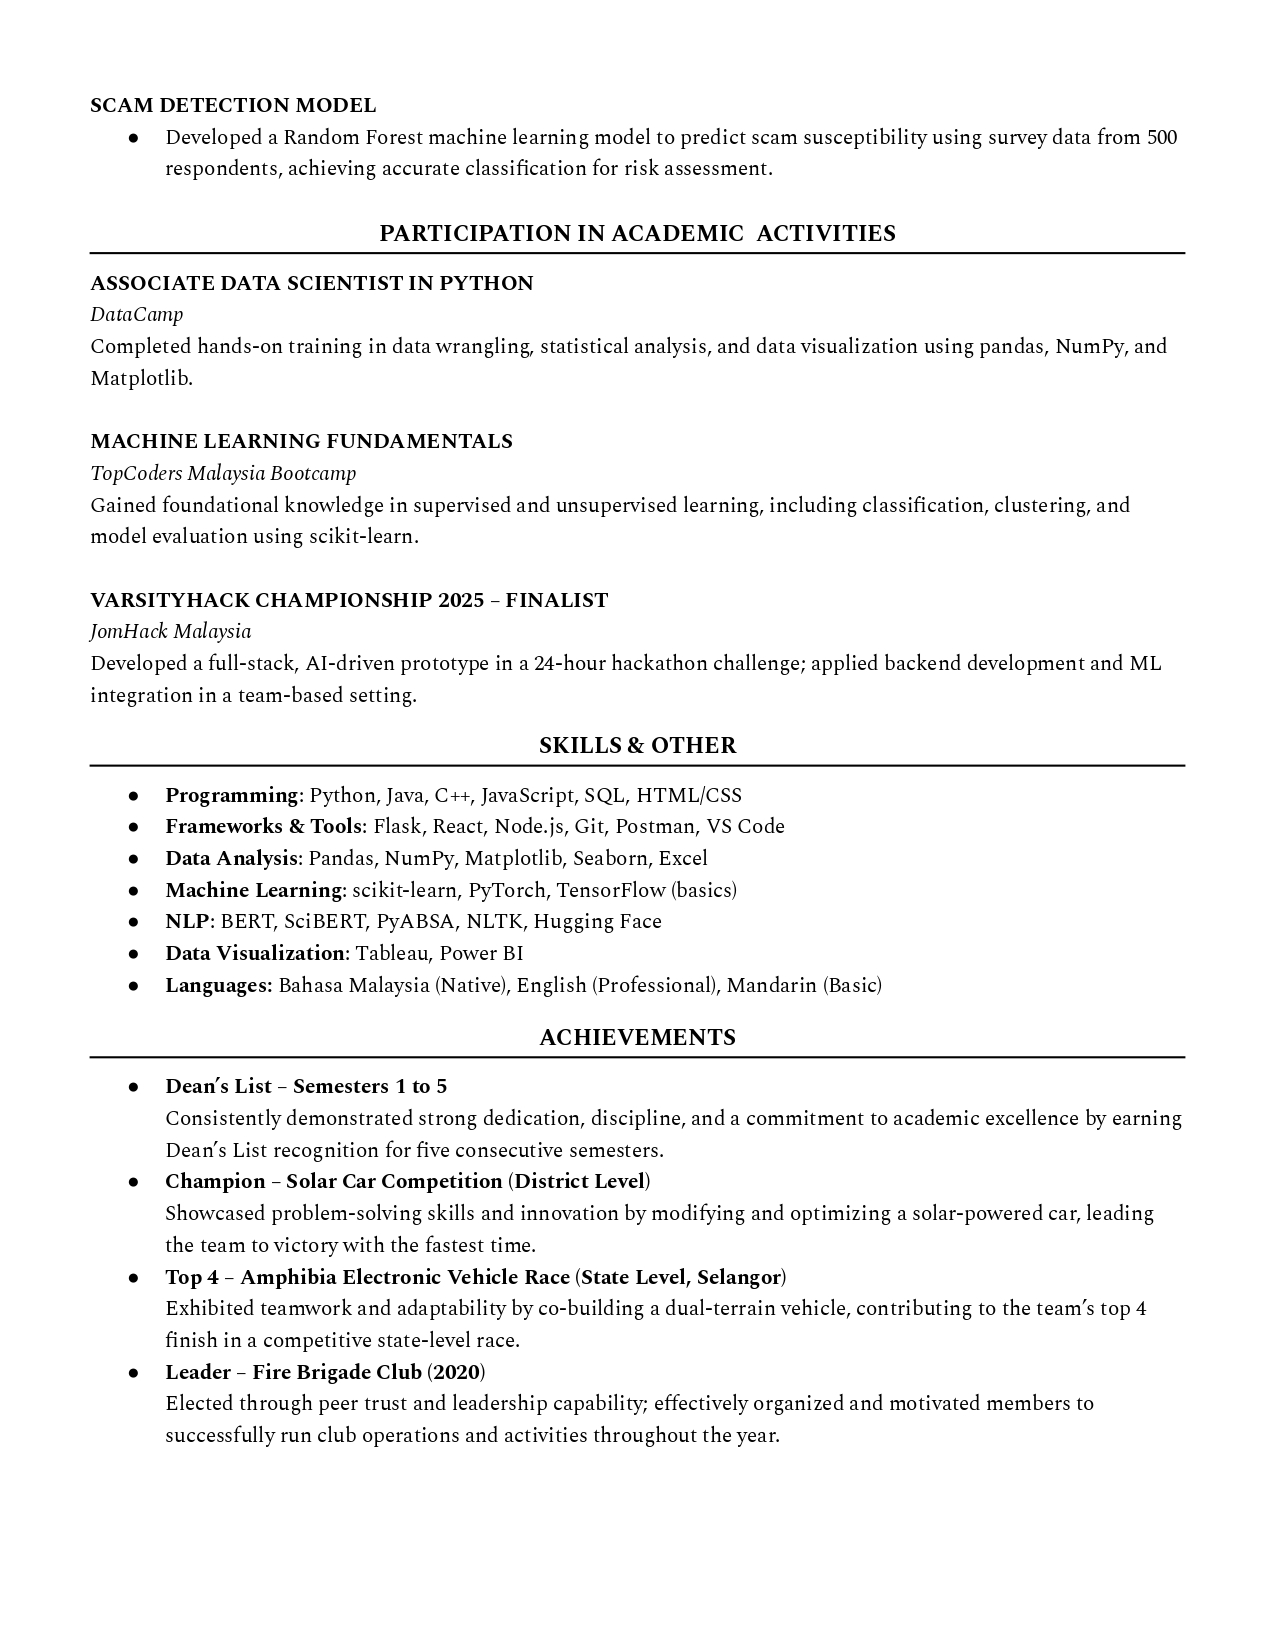 SCAM DETECTION MODEL
● Developed a Random Forest machine learning model to predict scam susceptibility using survey data from 500
respondents, achieving accurate classification for risk assessment.
PARTICIPATION IN ACADEMIC  ACTIVITIES
ASSOCIATE DATA SCIENTIST IN PYTHON
DataCamp
Completed hands-on training in data wrangling, statistical analysis, and data visualization using pandas, NumPy, and
Matplotlib.
MACHINE LEARNING FUNDAMENTALS
TopCoders Malaysia Bootcamp
Gained foundational knowledge in supervised and unsupervised learning, including classification, clustering, and
model evaluation using scikit-learn.
VARSITYHACK CHAMPIONSHIP 2025 – FINALIST
JomHack Malaysia
Developed a full-stack, AI-driven prototype in a 24-hour hackathon challenge; applied backend development and ML
integration in a team-based setting.
SKILLS & OTHER
● Programming: Python, Java, C++, JavaScript, SQL, HTML/CSS
● Frameworks & Tools: Flask, React, Node.js, Git, Postman, VS Code
● Data Analysis: Pandas, NumPy, Matplotlib, Seaborn, Excel
● Machine Learning: scikit-learn, PyTorch, TensorFlow (basics)
● NLP: BERT, SciBERT, PyABSA, NLTK, Hugging Face
● Data Visualization: Tableau, Power BI
● Languages: Bahasa Malaysia (Native), English (Professional), Mandarin (Basic)
ACHIEVEMENTS
● Dean’s List – Semesters 1 to 5
Consistently demonstrated strong dedication, discipline, and a commitment to academic excellence by earning
Dean’s List recognition for five consecutive semesters.
● Champion – Solar Car Competition (District Level)
Showcased problem-solving skills and innovation by modifying and optimizing a solar-powered car, leading
the team to victory with the fastest time.
● Top 4 – Amphibia Electronic Vehicle Race (State Level, Selangor)
Exhibited teamwork and adaptability by co-building a dual-terrain vehicle, contributing to the team’s top 4
finish in a competitive state-level race.
● Leader – Fire Brigade Club (2020)
Elected through peer trust and leadership capability; effectively organized and motivated members to
successfully run club operations and activities throughout the year.